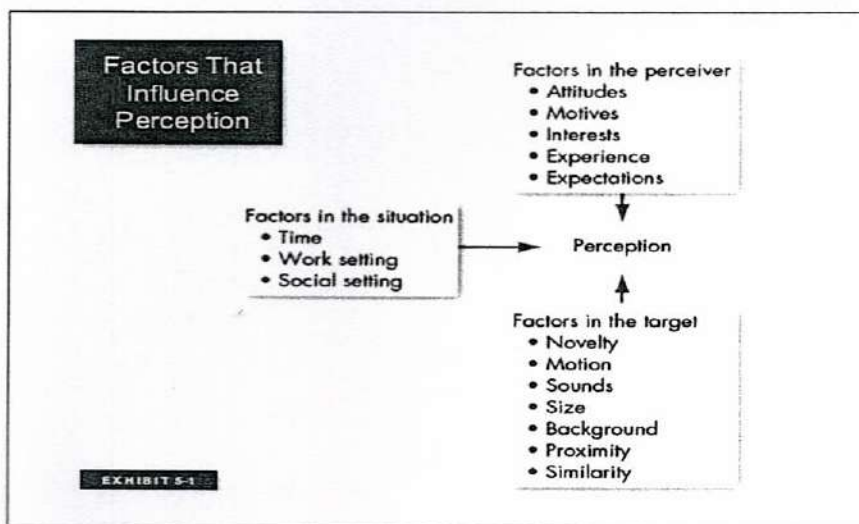 Factors That
Influence
Perception
Factors in the perceiver
• Attitudes
• Motives
• Interests
• Experience
• Expectations
Factors in the situation
• Time
• Work setting
• Social setting
Perception
Factors in the target
• Novelty
• Motion
• Sounds
• Size
• Background
• Proximity
• Similarity
EXHIBIT 5-1